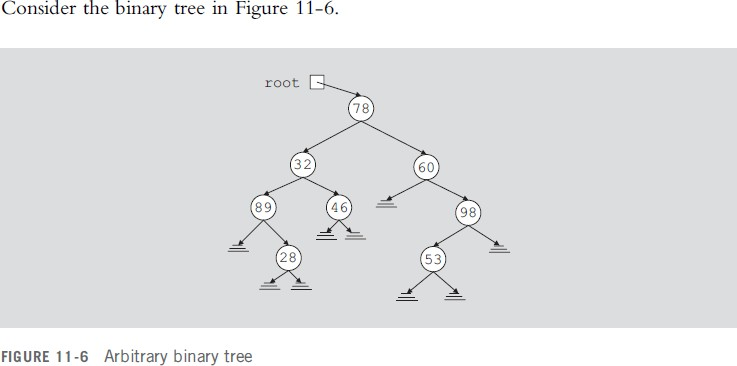 Consider the binary tree in Figure 11-6.
root
78
32 60
89 46 98
28 53
FIGURE 11-6 Arbitrary binary tree